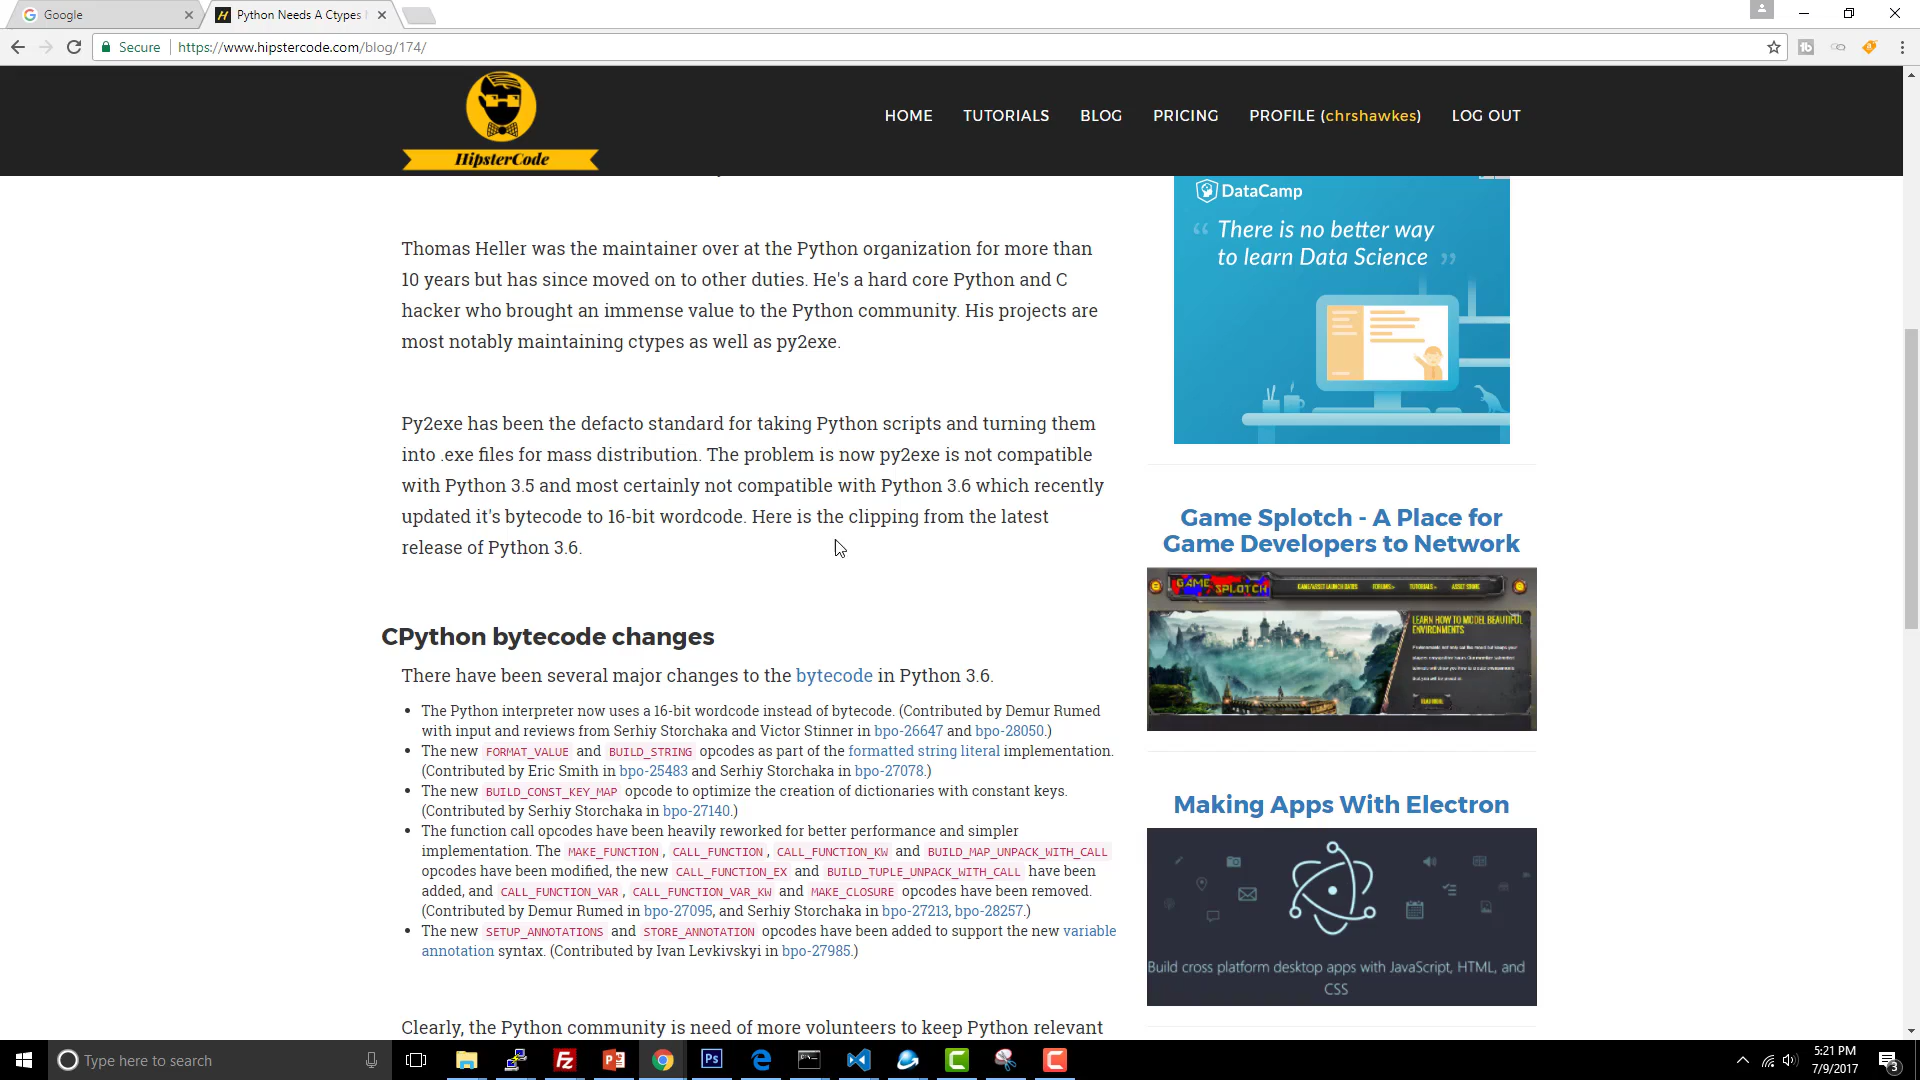 Google
Python Needs A Ctypes
Secure
https://www.hipstercode.com/blog/174/
HipsterCode
HOME
TUTORIALS
BLOG
PRICING
PROFILE (chrshawkes)
LOG OUT
Thomas Heller was the maintainer over at the Python organization for more than
10 years but has since moved on to other duties. He's a hard core Python and C
hacker who brought an immense value to the Python community. His projects are
most notably maintaining ctypes as well as py2exe.
Py2exe has been the defacto standard for taking Python scripts and turning them
into .exe files for mass distribution. The problem is now py2exe is not compatible
with Python 3.5 and most certainly not compatible with Python 3.6 which recently
updated it's bytecode to 16-bit wordcode. Here is the clipping from the latest
release of Python 3.6.
CPython bytecode changes
There have been several major changes to the bytecode in Python 3.6.
• The Python interpreter now uses a 16-bit wordcode instead of bytecode. (Contributed by Demur Rumed
with input and reviews from Serhiy Storchaka and Victor Stinner in bpo-26647 and bpo-28050.)
• The new FORMAT_VALUE and BUILD_STRING opcodes as part of the formatted string literal implementation.
(Contributed by Eric Smith in bpo-25483 and Serhiy Storchaka in bpo-27078.)
• The new BUILD_CONST_KEY_MAP opcode to optimize the creation of dictionaries with constant keys.
(Contributed by Serhiy Storchaka in bpo-27140.)
• The function call opcodes have been heavily reworked for better performance and simpler
implementation. The MAKE_FUNCTION, CALL_FUNCTION, CALL_FUNCTION_KW and BUILD_MAP_UNPACK_WITH_CALL
opcodes have been modified, the new CALL_FUNCTION_EX and BUILD_TUPLE_UNPACK_WITH_CALL have been
added, and CALL_FUNCTION_VAR, CALL_FUNCTION_VAR_KW and MAKE_CLOSURE opcodes have been removed.
(Contributed by Demur Rumed in bpo-27095, and Serhiy Storchaka in bpo-27213, bpo-28257.)
• The new SETUP_ANNOTATIONS and STORE_ANNOTATION opcodes have been added to support the new variable
annotation syntax. (Contributed by Ivan Levkivskyi in bpo-27985.)
Clearly, the Python community is need of more volunteers to keep Python relevant
DataCamp
“ There is no better way
to learn Data Science ”
Game Splotch - A Place for
Game Developers to Network
GAME SPLOTCH
FORUMS
TUTORIALS
ASSET STORE
LEARN HOW TO MODEL BEAUTIFUL
ENVIRONMENTS
Making Apps With Electron
Build cross platform desktop apps with JavaScript, HTML, and
CSS
Type here to search
5:21 PM
7/9/2017
3